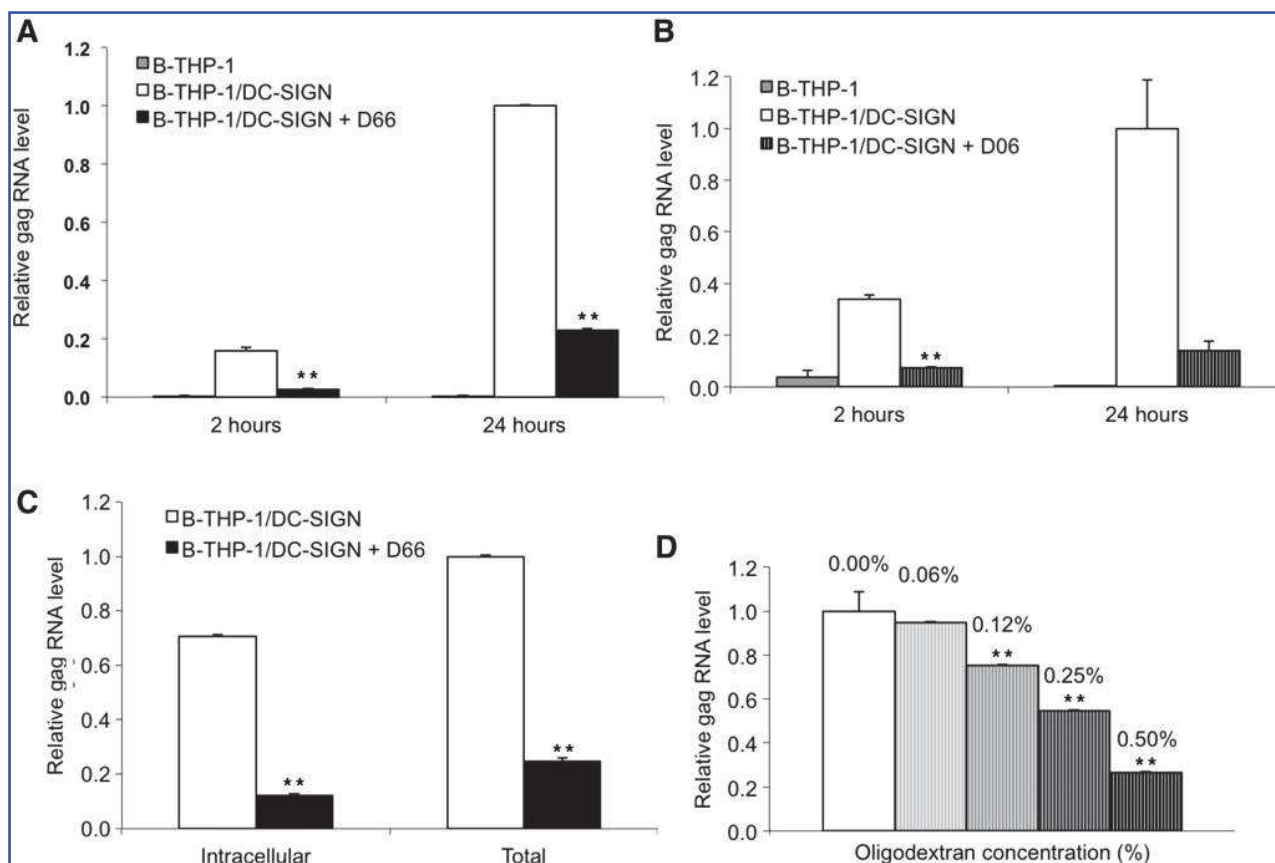 A
1.2
1.0
0.8
0.6
0.4
0.2
0.0
Relative gag RNA level
B-THP-1
B-THP-1/DC-SIGN
B-THP-1/DC-SIGN + D66
**
**
2 hours
24 hours
B
1.2
1.0
0.8
0.6
0.4
0.2
0.0
Relative gag RNA level
B-THP-1
B-THP-1/DC-SIGN
B-THP-1/DC-SIGN + D06
**
2 hours
24 hours
C
1.2
1.0
0.8
0.6
0.4
0.2
0.0
Relative gag RNA level
B-THP-1/DC-SIGN
B-THP-1/DC-SIGN + D66
**
**
Intracellular
Total
D
1.2
1.0
0.8
0.6
0.4
0.2
0.0
Relative gag RNA level
0.00%
0.06%
0.12%
**
0.25%
**
0.50%
**
Oligodextran concentration (%)